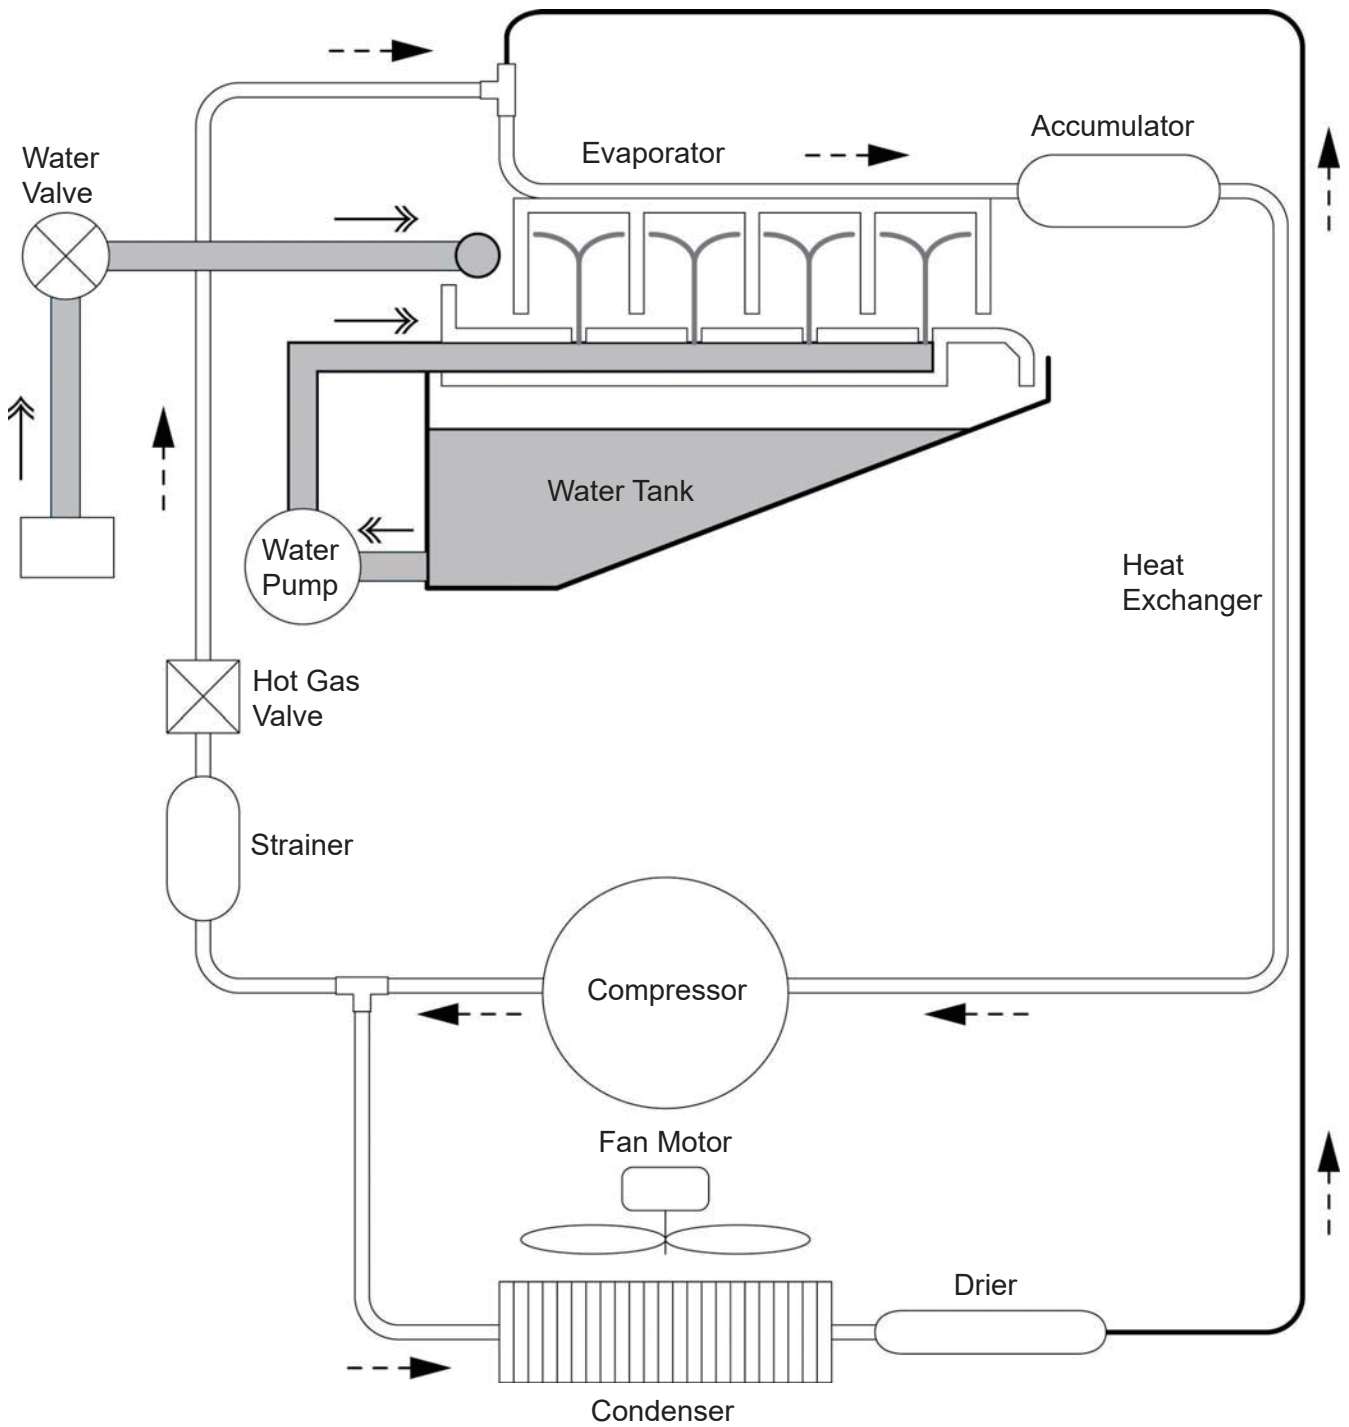 Accumulator
Evaporator
Water
Valve
Water Tank
Water
Pump
Heat
Exchanger
Hot Gas
Valve
Strainer
Compressor
Fan Motor
Drier
Condenser